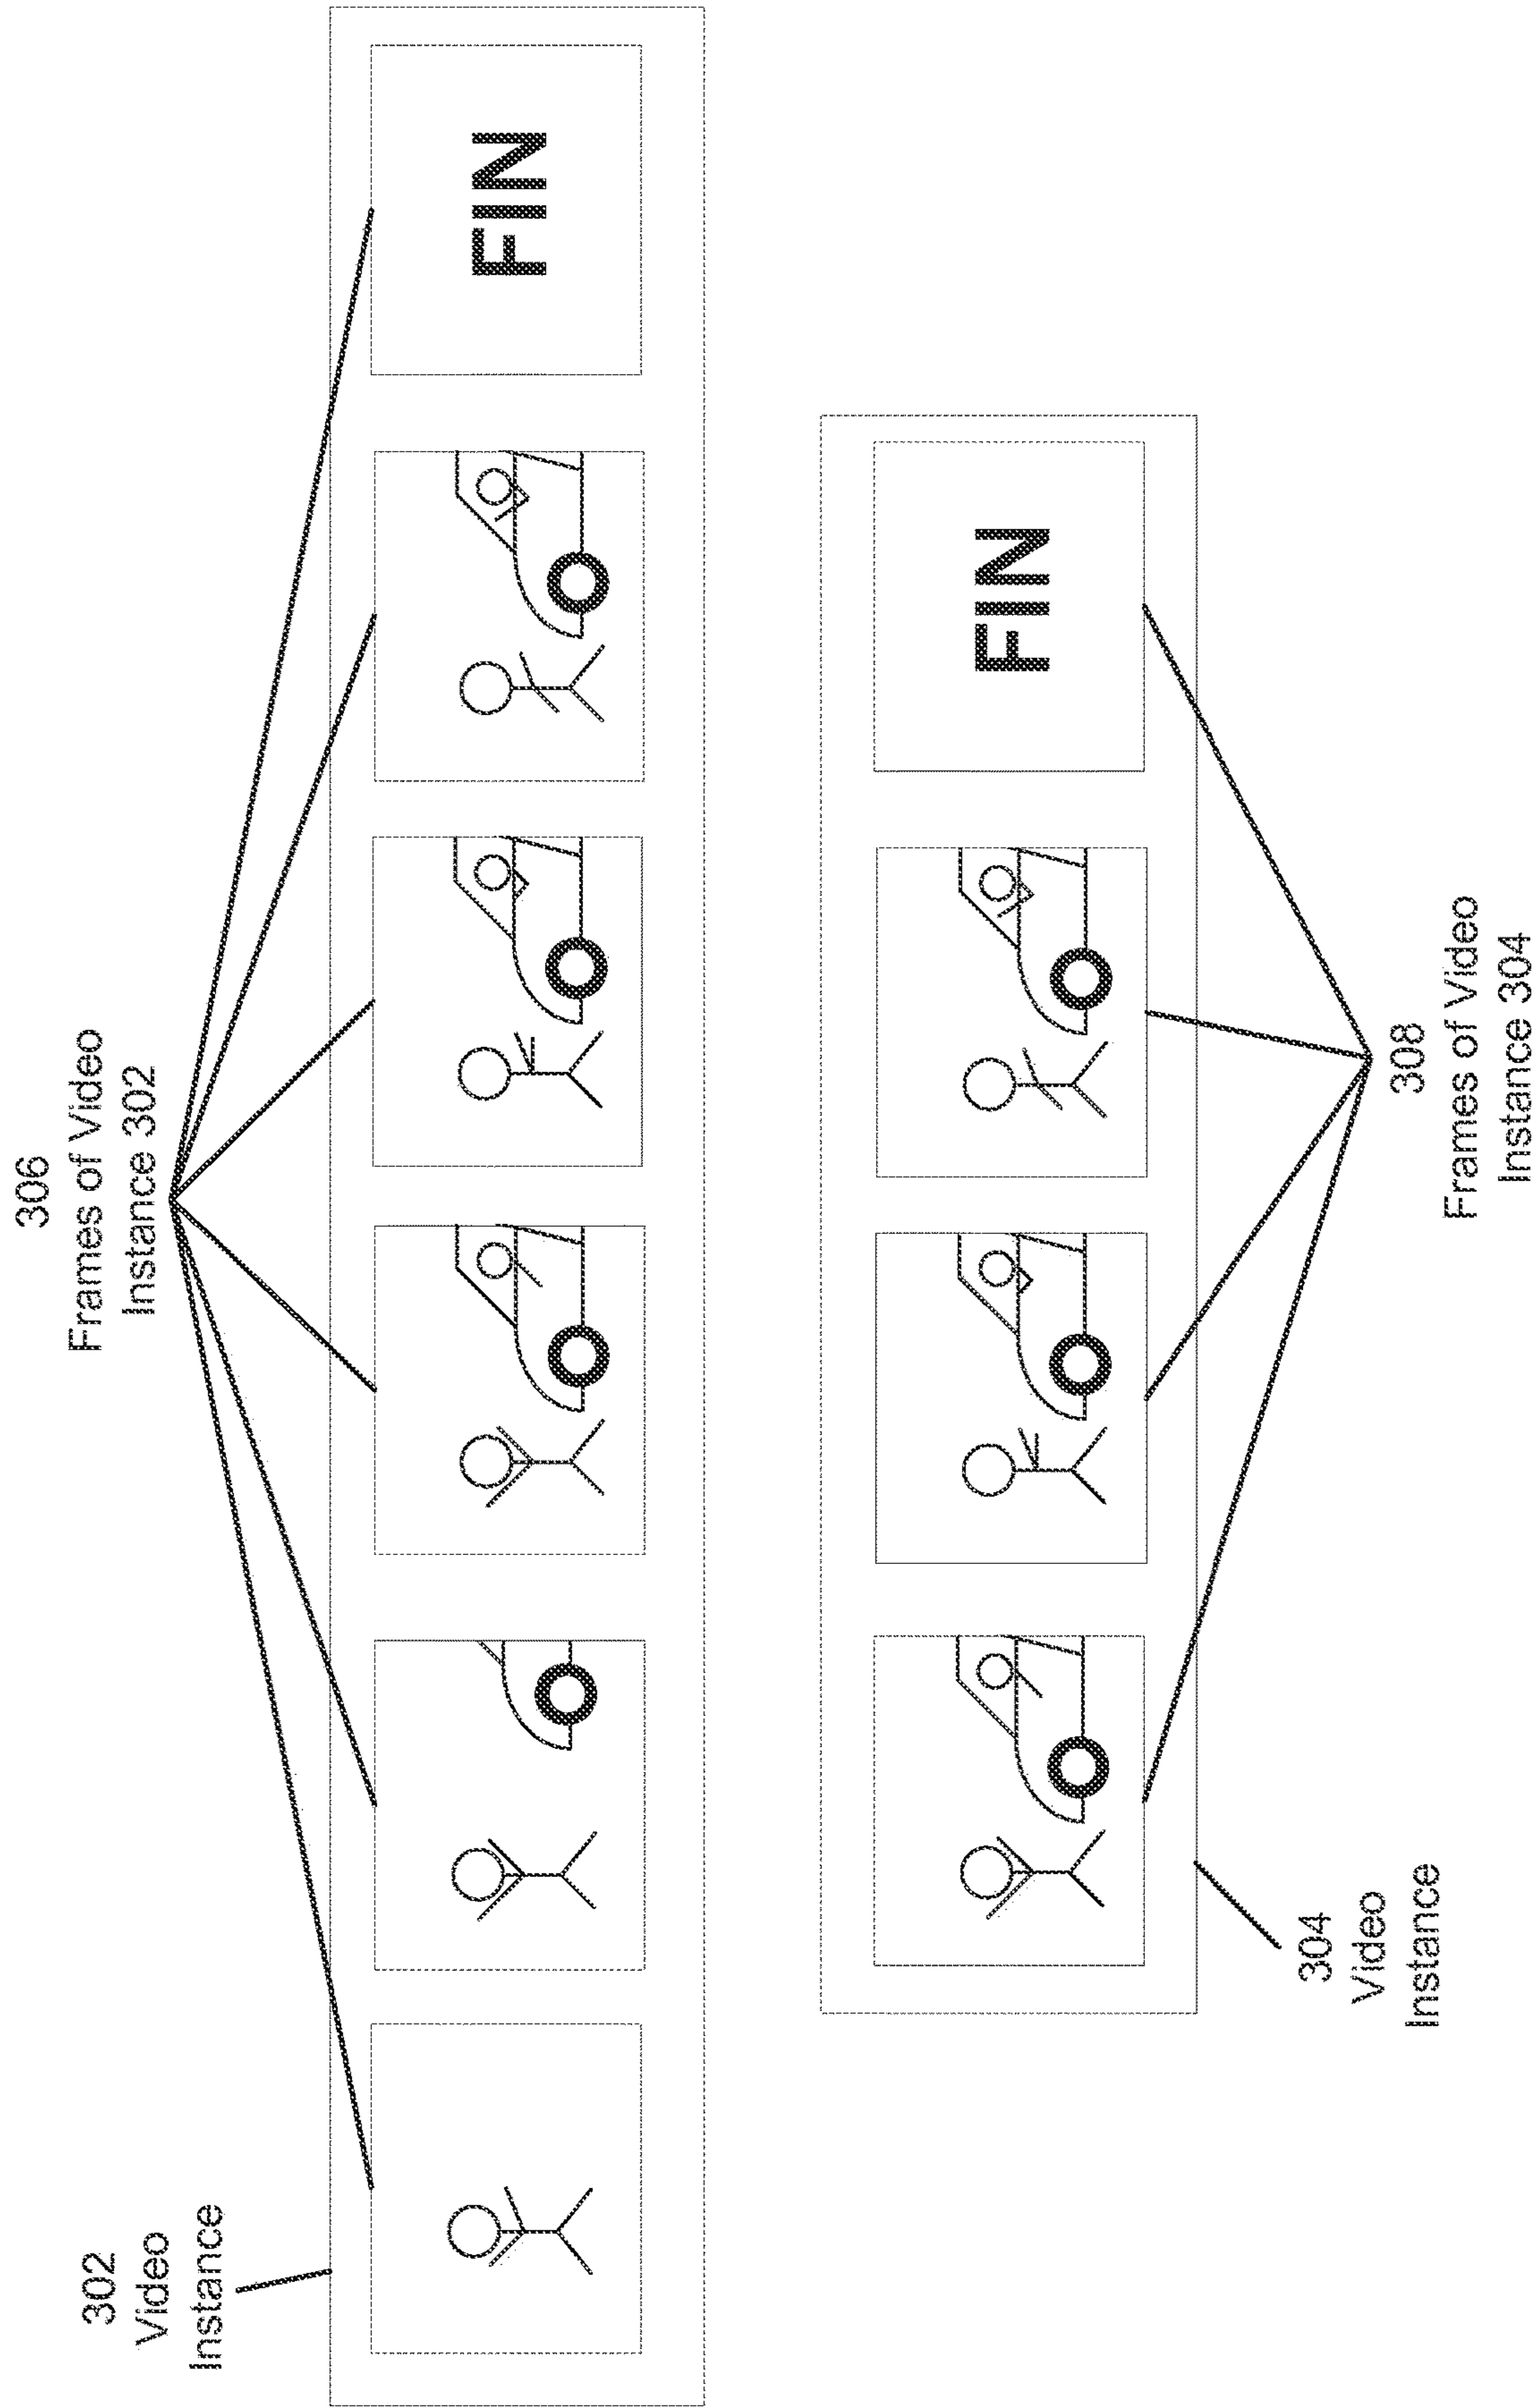 306
Frames of Video
Instance 302
302
Video
Instance
FIN
FIN
304
Video
Instance
308
Frames of Video
Instance 304